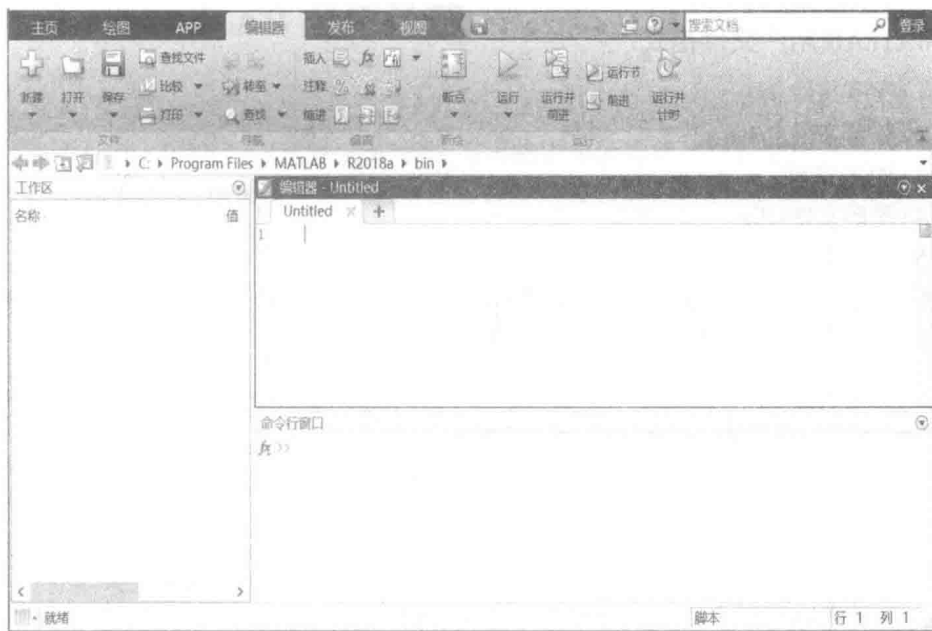 主页 绘图 APP 编辑器 发布 视图 搜索文档 登录
新建 打开 保存 查找文件 比较 打印 转至 查找 插入 fx 注释 缩进 断点 运行 运行并前进 运行节 前进 运行并计时
文件 导航 编辑 断点 运行
C: Program Files MATLAB R2018a bin
工作区
名称 值
编辑器 - Untitled
Untitled
1
命令行窗口
fx >>
就绪 脚本 行 1 列 1